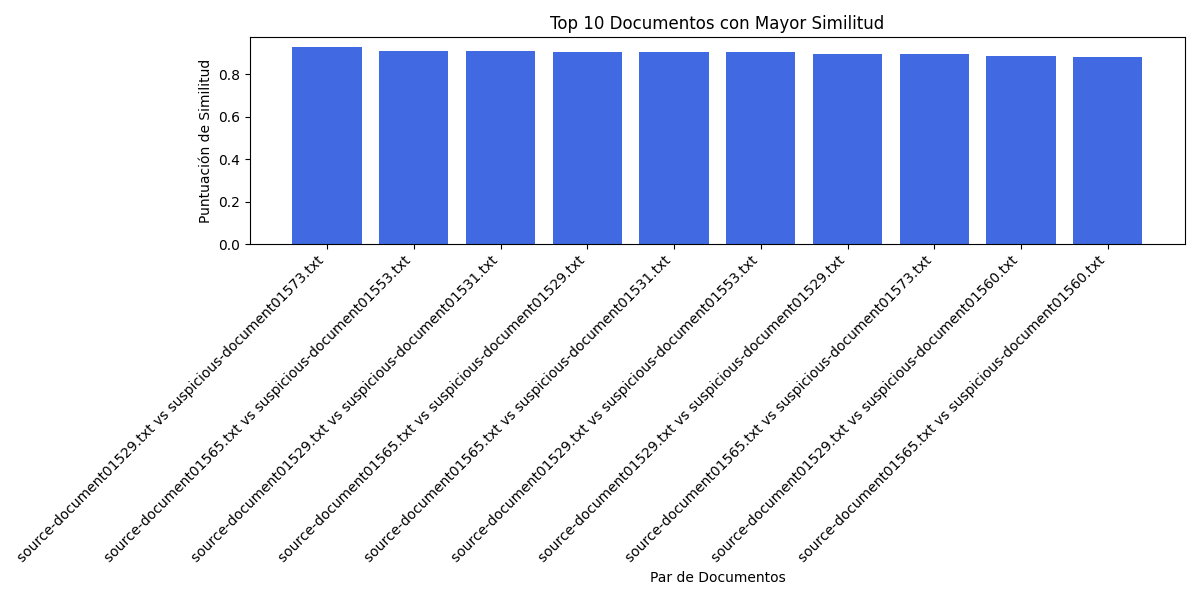 Top 10 Documentos con Mayor Similitud
Puntuación de Similitud
0.8
0.6
0.4
0.2
0.0
source-document01529.txt vs suspicious-document01573.txt
source-document01565.txt vs suspicious-document01553.txt
source-document01529.txt vs suspicious-document01531.txt
source-document01565.txt vs suspicious-document01529.txt
source-document01565.txt vs suspicious-document01531.txt
source-document01529.txt vs suspicious-document01553.txt
source-document01529.txt vs suspicious-document01529.txt
source-document01565.txt vs suspicious-document01573.txt
source-document01529.txt vs suspicious-document01560.txt
source-document01565.txt vs suspicious-document01560.txt
Par de Documentos